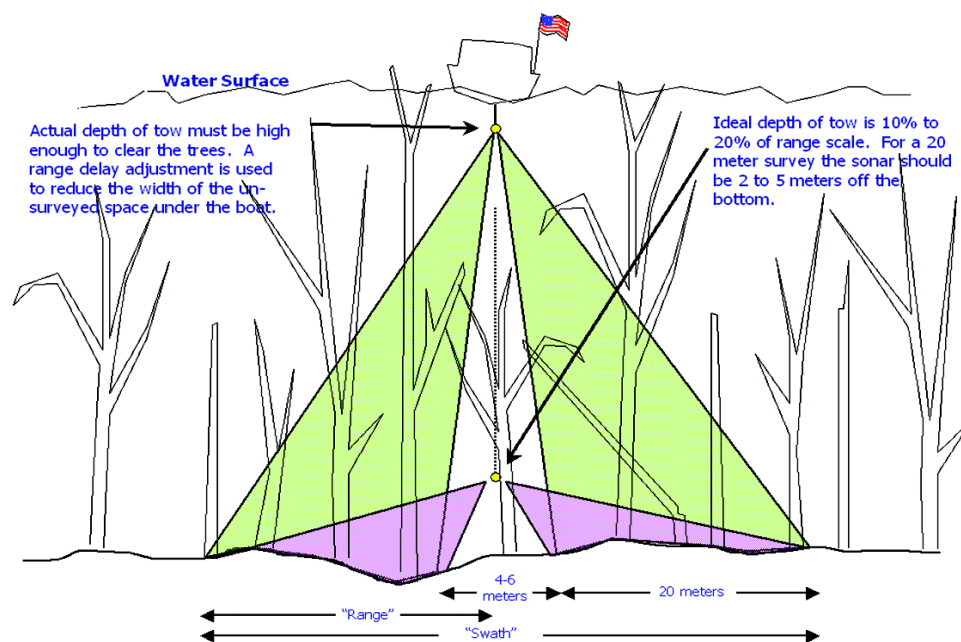 Water Surface
Actual depth of tow must be high
enough to clear the trees. A
range delay adjustment is used
to reduce the width of the un-
surveyed space under the boat.
Ideal depth of tow is 10% to
20% of range scale. For a 20
meter survey the sonar should
be 2 to 5 meters off the
bottom.
4-6
meters
20 meters
“Range”
“Swath”